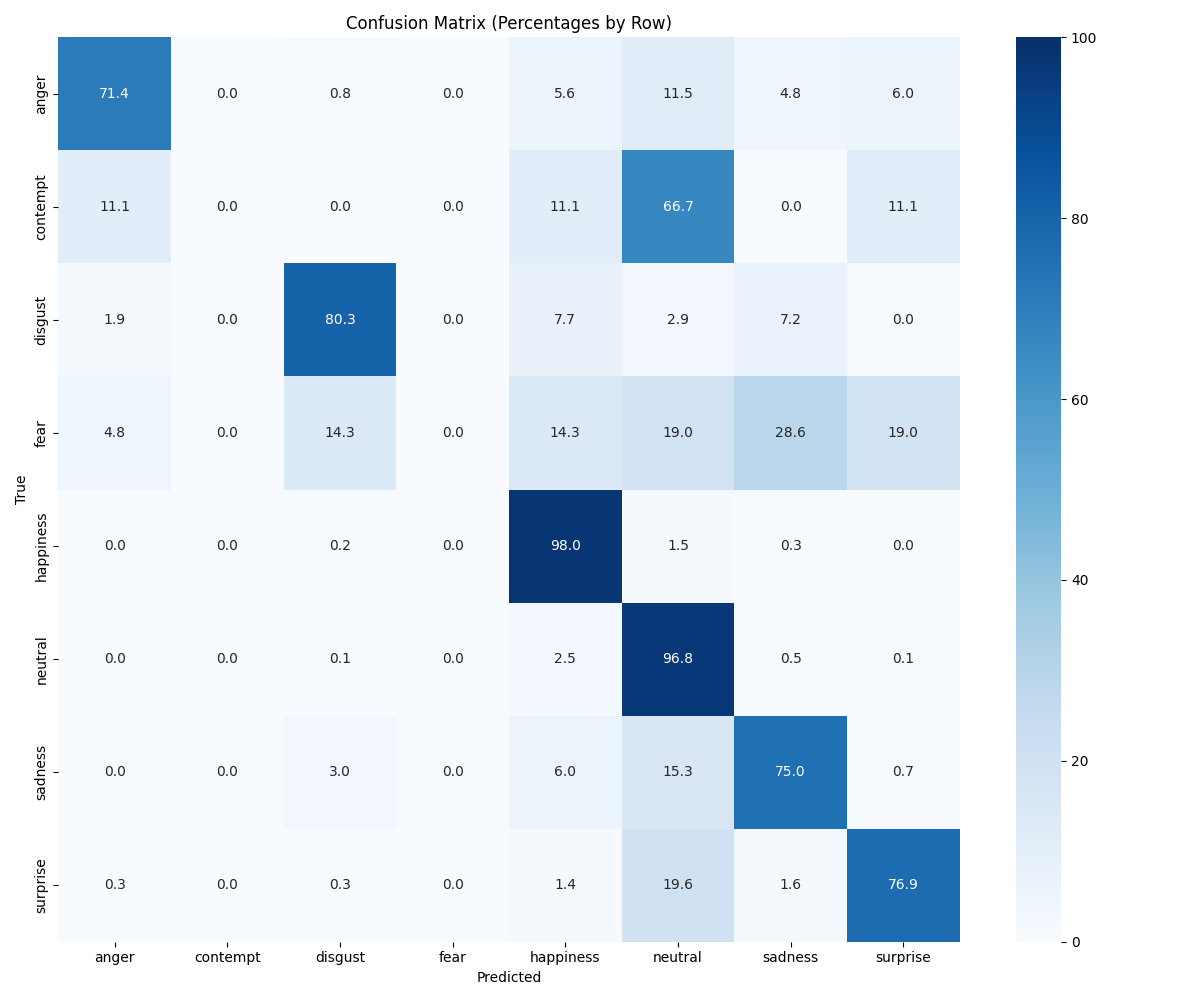 Confusion Matrix (Percentages by Row)
anger 71.4 0.0 0.8 0.0 5.6 11.5 4.8 6.0
contempt 11.1 0.0 0.0 0.0 11.1 66.7 0.0 11.1
disgust 1.9 0.0 80.3 0.0 7.7 2.9 7.2 0.0
fear 4.8 0.0 14.3 0.0 14.3 19.0 28.6 19.0
happiness 0.0 0.0 0.2 0.0 98.0 1.5 0.3 0.0
neutral 0.0 0.0 0.1 0.0 2.5 96.8 0.5 0.1
sadness 0.0 0.0 3.0 0.0 6.0 15.3 75.0 0.7
surprise 0.3 0.0 0.3 0.0 1.4 19.6 1.6 76.9
True
anger contempt disgust fear happiness neutral sadness surprise
Predicted
100
80
60
40
20
0